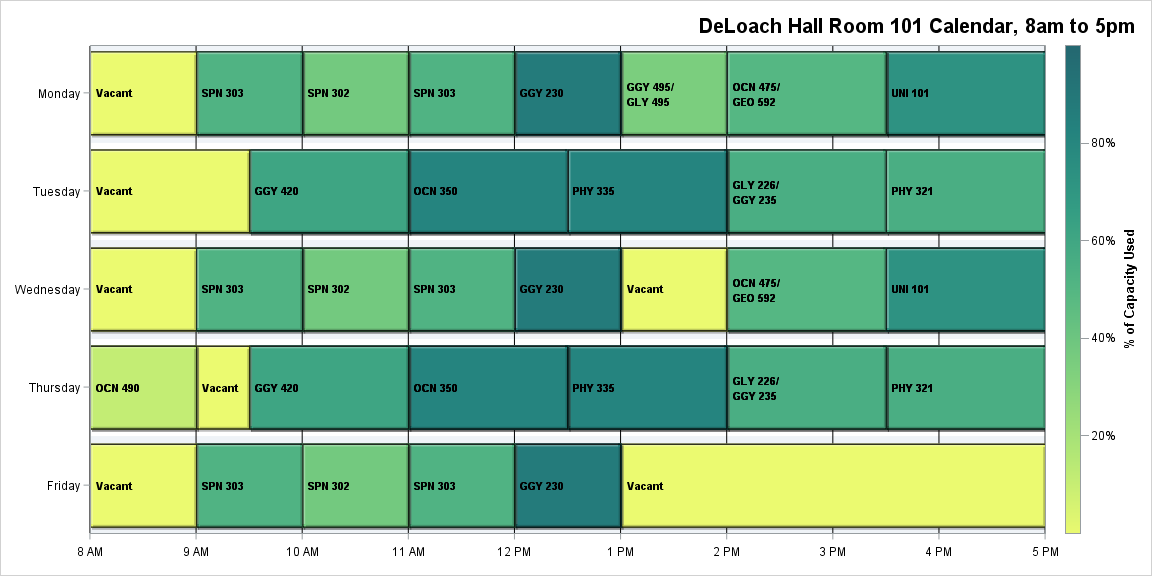 DeLoach Hall Room 101 Calendar, 8am to 5pm
Monday
Vacant
SPN 303
SPN 302
SPN 303
GGY 230
GGY 495/
GLY 495
OCN 475/
GEO 592
UNI 101
Tuesday
Vacant
GGY 420
OCN 350
PHY 335
GLY 226/
GGY 235
PHY 321
Wednesday
Vacant
SPN 303
SPN 302
SPN 303
GGY 230
Vacant
OCN 475/
GEO 592
UNI 101
Thursday
OCN 490
Vacant
GGY 420
OCN 350
PHY 335
GLY 226/
GGY 235
PHY 321
Friday
Vacant
SPN 303
SPN 302
SPN 303
GGY 230
Vacant
8 AM
9 AM
10 AM
11 AM
12 PM
1 PM
2 PM
3 PM
4 PM
5 PM
80%
60%
40%
20%
% of Capacity Used